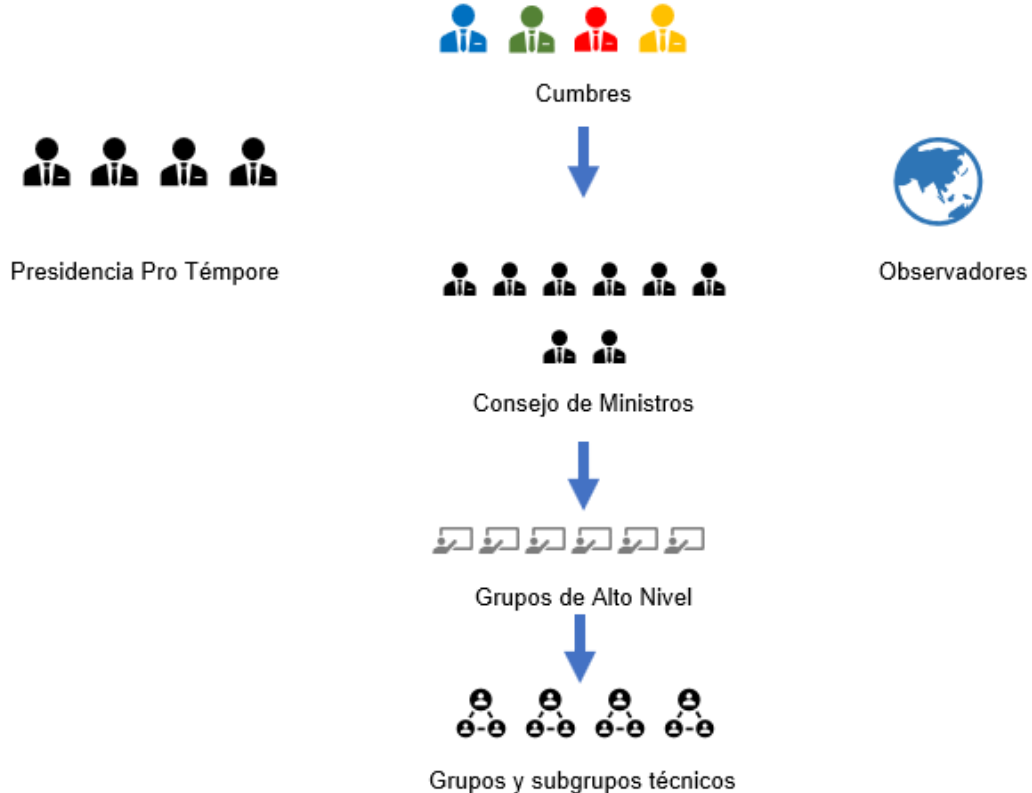 Cumbres
Presidencia Pro Témpore
Observadores
Consejo de Ministros
Grupos de Alto Nivel
Grupos y subgrupos técnicos